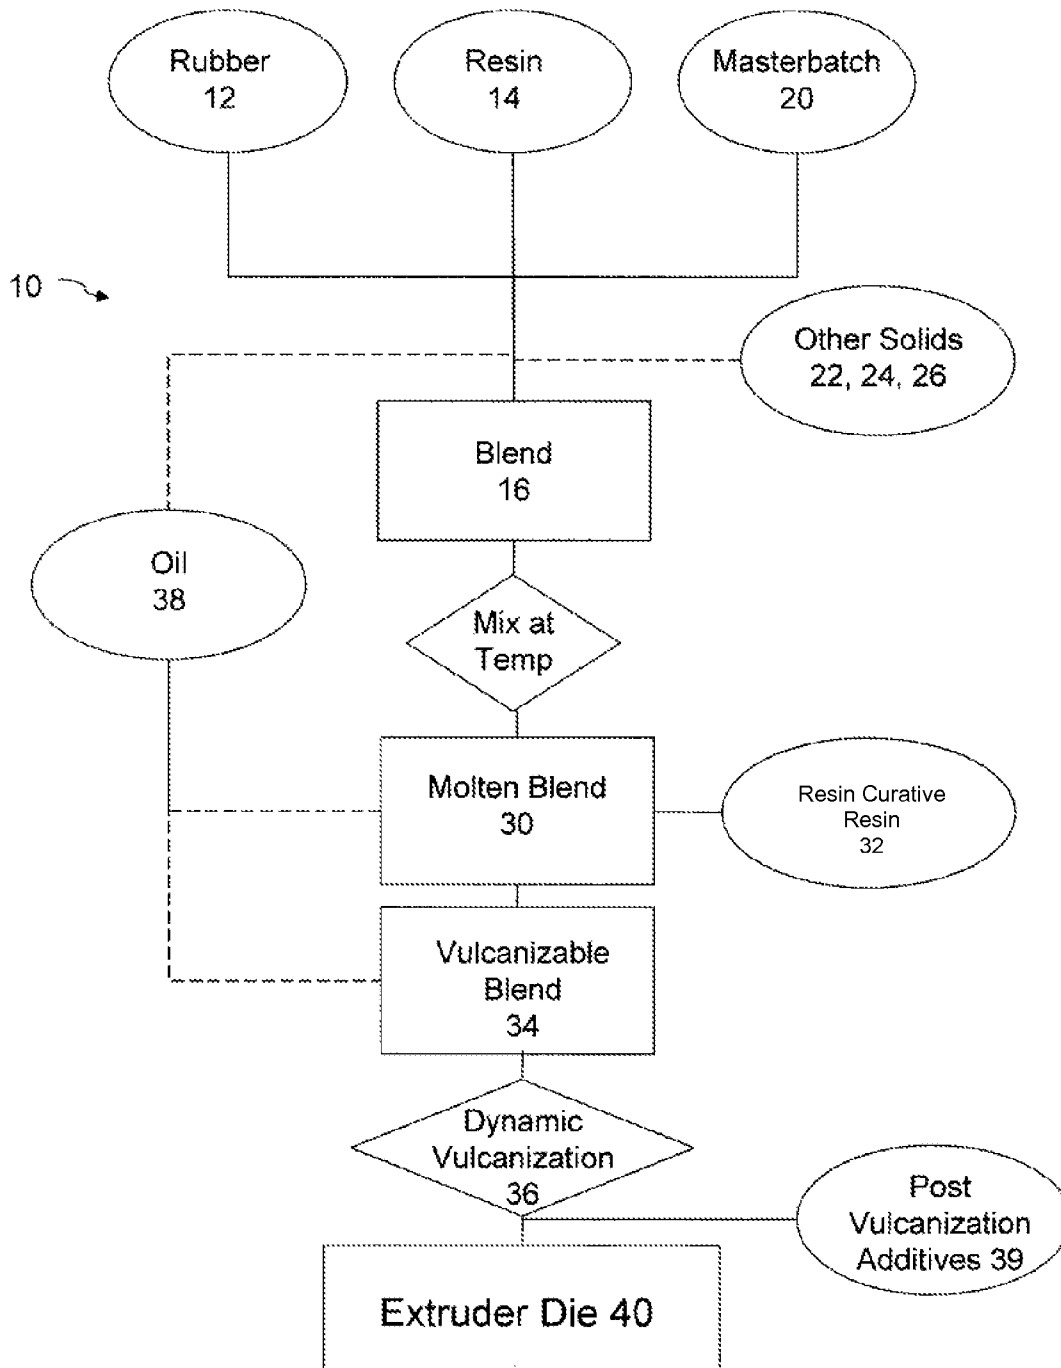 Rubber
12
Resin
14
Masterbatch
20
10
Other Solids
22, 24, 26
Blend
16
Oil
38
Mix at
Temp
Molten Blend
30
Resin Curative
Resin
32
Vulcanizable
Blend
34
Dynamic
Vulcanization
36
Post
Vulcanization
Additives 39
Extruder Die 40